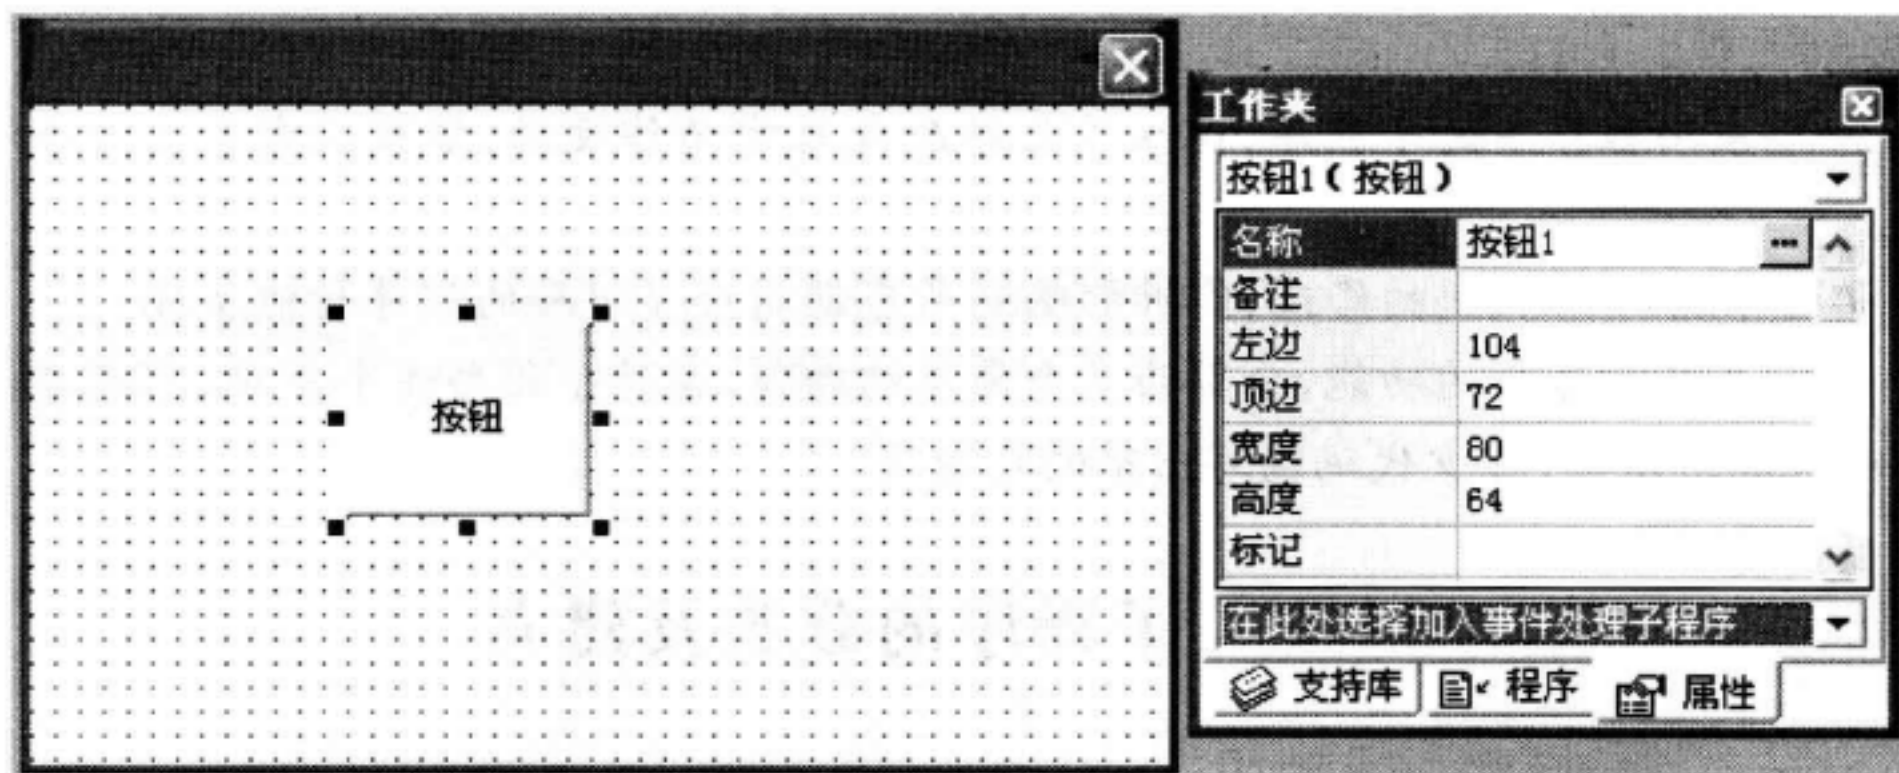 按钮
工作夹
按钮1（按钮）
名称 按钮1
备注
左边 104
顶边 72
宽度 80
高度 64
标记
在此处选择加入事件处理子程序
支持库 程序 属性